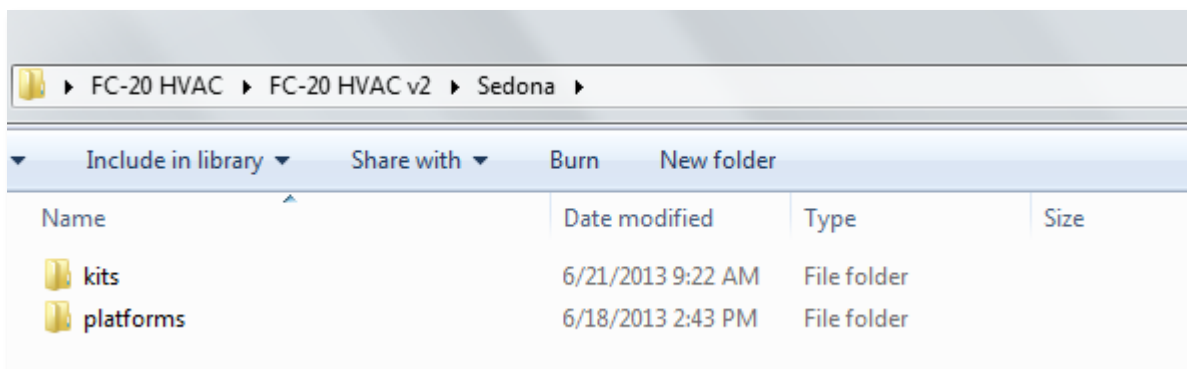 FC-20 HVAC FC-20 HVAC v2 Sedona
Include in library Share with Burn New folder
Name Date modified Type Size
kits 6/21/2013 9:22 AM File folder
platforms 6/18/2013 2:43 PM File folder